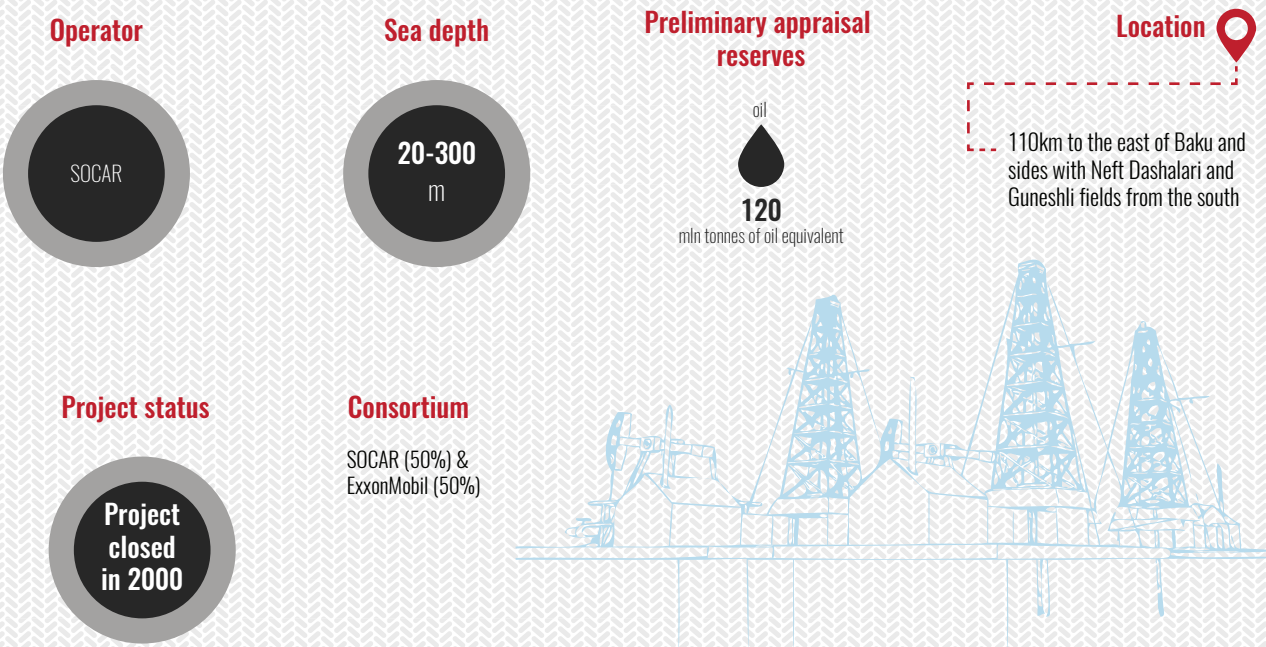 Operator
SOCAR
Sea depth
20-300
m
Preliminary appraisal
reserves
oil
120
mln tonnes of oil equivalent
Location
110km to the east of Baku and
sides with Neft Dashalari and
Guneshli fields from the south
Project status
Project
closed
in 2000
Consortium
SOCAR (50%) &
ExxonMobil (50%)